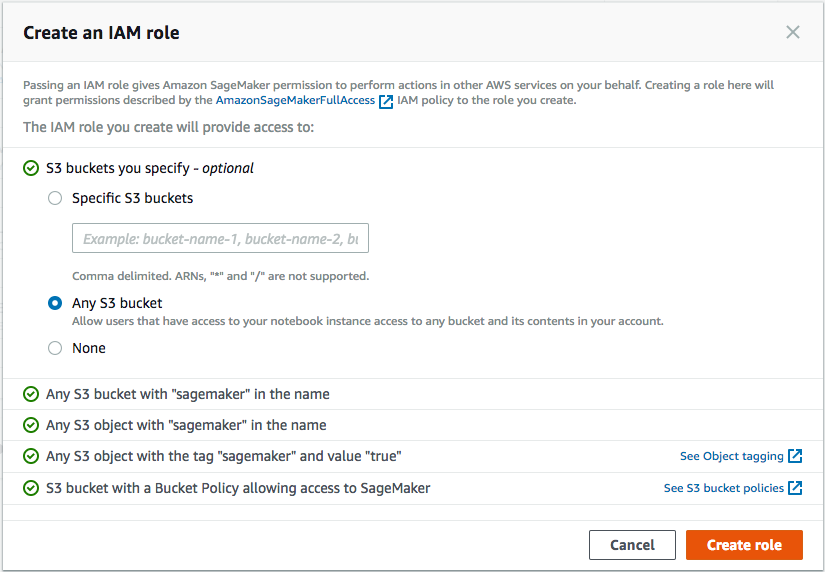 Create an IAM role
Passing an IAM role gives Amazon SageMaker permission to perform actions in other AWS services on your behalf. Creating a role here will
grant permissions described by the AmazonSageMakerFullAccess IAM policy to the role you create.
The IAM role you create will provide access to:
S3 buckets you specify - optional
Specific S3 buckets
Example: bucket-name-1, bucket-name-2, bu
Comma delimited. ARNs, "*" and "/" are not supported.
Any S3 bucket
Allow users that have access to your notebook instance access to any bucket and its contents in your account.
None
Any S3 bucket with "sagemaker" in the name
Any S3 object with "sagemaker" in the name
Any S3 object with the tag "sagemaker" and value "true" See Object tagging
S3 bucket with a Bucket Policy allowing access to SageMaker See S3 bucket policies
Cancel Create role